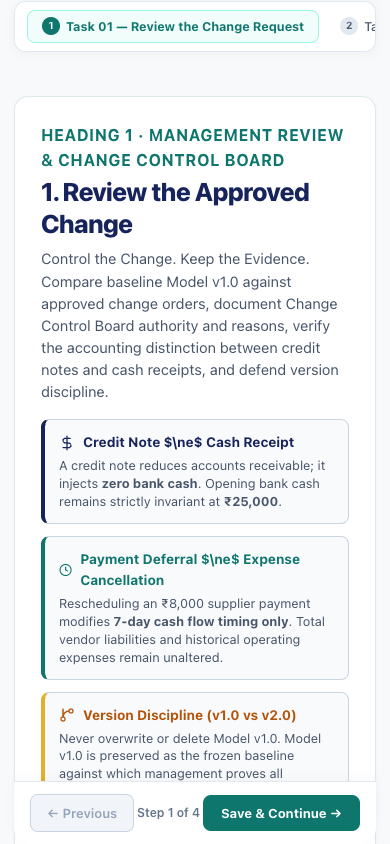 1 Task 01 — Review the Change Request 2
HEADING 1 · MANAGEMENT REVIEW
& CHANGE CONTROL BOARD
1. Review the Approved
Change
Control the Change. Keep the Evidence.
Compare baseline Model v1.0 against
approved change orders, document Change
Control Board authority and reasons, verify
the accounting distinction between credit
notes and cash receipts, and defend version
discipline.
Credit Note $\ne$ Cash Receipt
A credit note reduces accounts receivable; it
injects zero bank cash. Opening bank cash
remains strictly invariant at ₹25,000.
Payment Deferral $\ne$ Expense
Cancellation
Rescheduling an ₹8,000 supplier payment
modifies 7-day cash flow timing only. Total
vendor liabilities and historical operating
expenses remain unaltered.
Version Discipline (v1.0 vs v2.0)
Never overwrite or delete Model v1.0. Model
v1.0 is preserved as the frozen baseline
against which management proves all
← Previous Step 1 of 4 Save & Continue →